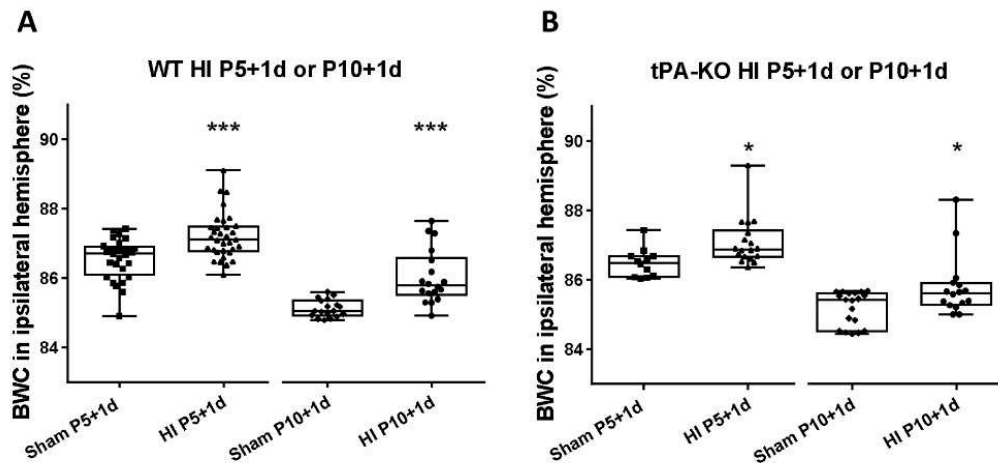 A
WT HI P5+1d or P10+1d
BWC in ipsilateral hemisphere (%)
90
88
86
84
***
***
Sham P5+1d
HI P5+1d
Sham P10+1d
HI P10+1d
B
tPA-KO HI P5+1d or P10+1d
BWC in ipsilateral hemisphere (%)
90
88
86
84
*
*
Sham P5+1d
HI P5+1d
Sham P10+1d
HI P10+1d